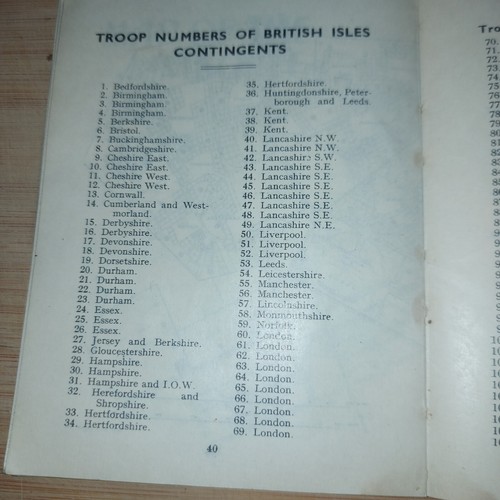 TROOP NUMBERS OF BRITISH ISLES
CONTINGENTS
1. Bedfordshire.
2. Birmingham.
3. Birmingham.
4. Birmingham.
5. Berkshire.
6. Bristol.
7. Buckinghamshire.
8. Cambridgeshire.
9. Cheshire East.
10. Cheshire East.
11. Cheshire West.
12. Cheshire West.
13. Cornwall.
14. Cumberland and West-
morland.
15. Derbyshire.
16. Derbyshire.
17. Devonshire.
18. Devonshire.
19. Dorsetshire.
20. Durham.
21. Durham.
22. Durham.
23. Durham.
24. Essex.
25. Essex.
26. Essex.
27. Jersey and Berkshire.
28. Gloucestershire.
29. Hampshire.
30. Hampshire.
31. Hampshire and I.O.W.
32. Herefordshire and
Shropshire.
33. Hertfordshire.
34. Hertfordshire.
35. Hertfordshire.
36. Huntingdonshire, Peter-
borough and Leeds.
37. Kent.
38. Kent.
39. Kent.
40. Lancashire N.W.
41. Lancashire N.W.
42. Lancashire S.W.
43. Lancashire S.E.
44. Lancashire S.E.
45. Lancashire S.E.
46. Lancashire S.E.
47. Lancashire S.E.
48. Lancashire S.E.
49. Lancashire N.E.
50. Liverpool.
51. Liverpool.
52. Liverpool.
53. Leeds.
54. Leicestershire.
55. Manchester.
56. Manchester.
57. Lincolnshire.
58. Monmouthshire.
59. Norfolk.
60. London.
61. London.
62. London.
63. London.
64. London.
65. London.
66. London.
67. London.
68. London.
69. London.
40
70.
71.
72.
73.